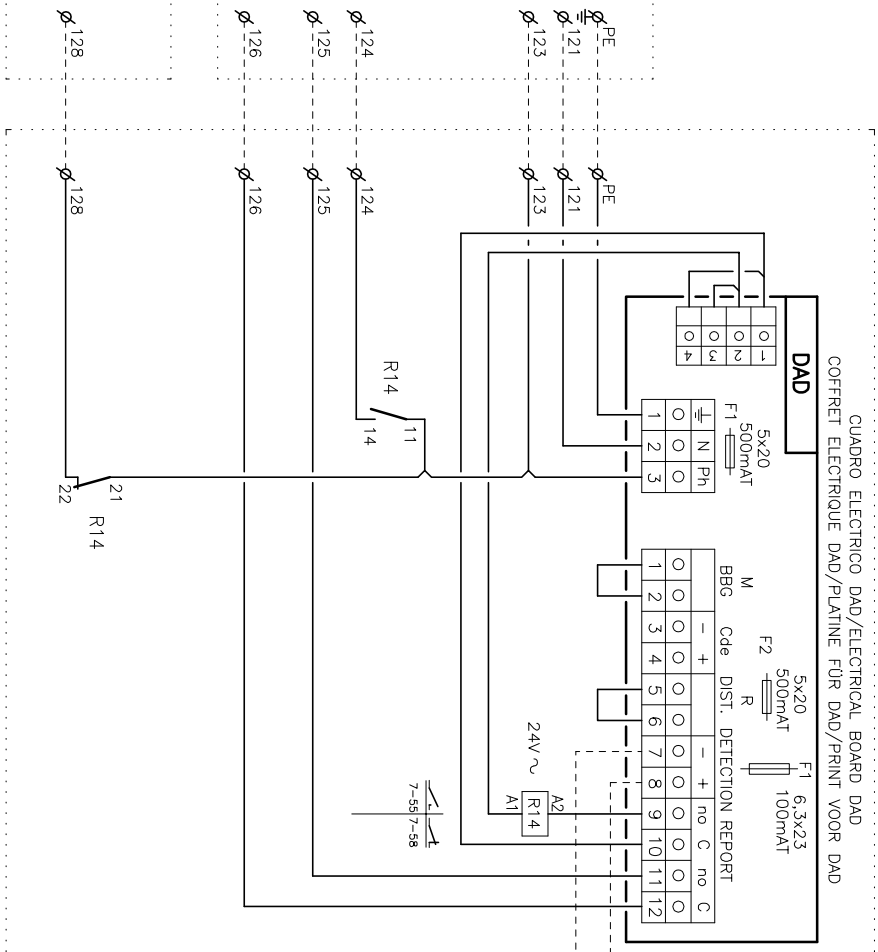 CUADRO ELECTRICO DAD/ELECTRICAL BOARD DAD
COFFRET ELECTRIQUE DAD/PLATINE FÜR DAD/PRINT VOOR DAD
DAD
1
2
3
4
F1
5x20
500mAT
⏚ N Ph
1 2 3
M
BBG
Cde
F2
5x20
500mAT
R
DIST.
DETECTION REPORT
F1
6,3x23
100mAT
- + - + no C no C
1 2 3 4 5 6 7 8 9 10 11 12
24V ~
A2
R14
A1
7-55 7-58
R14
11
14
21
22
R14
PE
121
123
124
125
126
128
PE
121
123
124
125
126
128